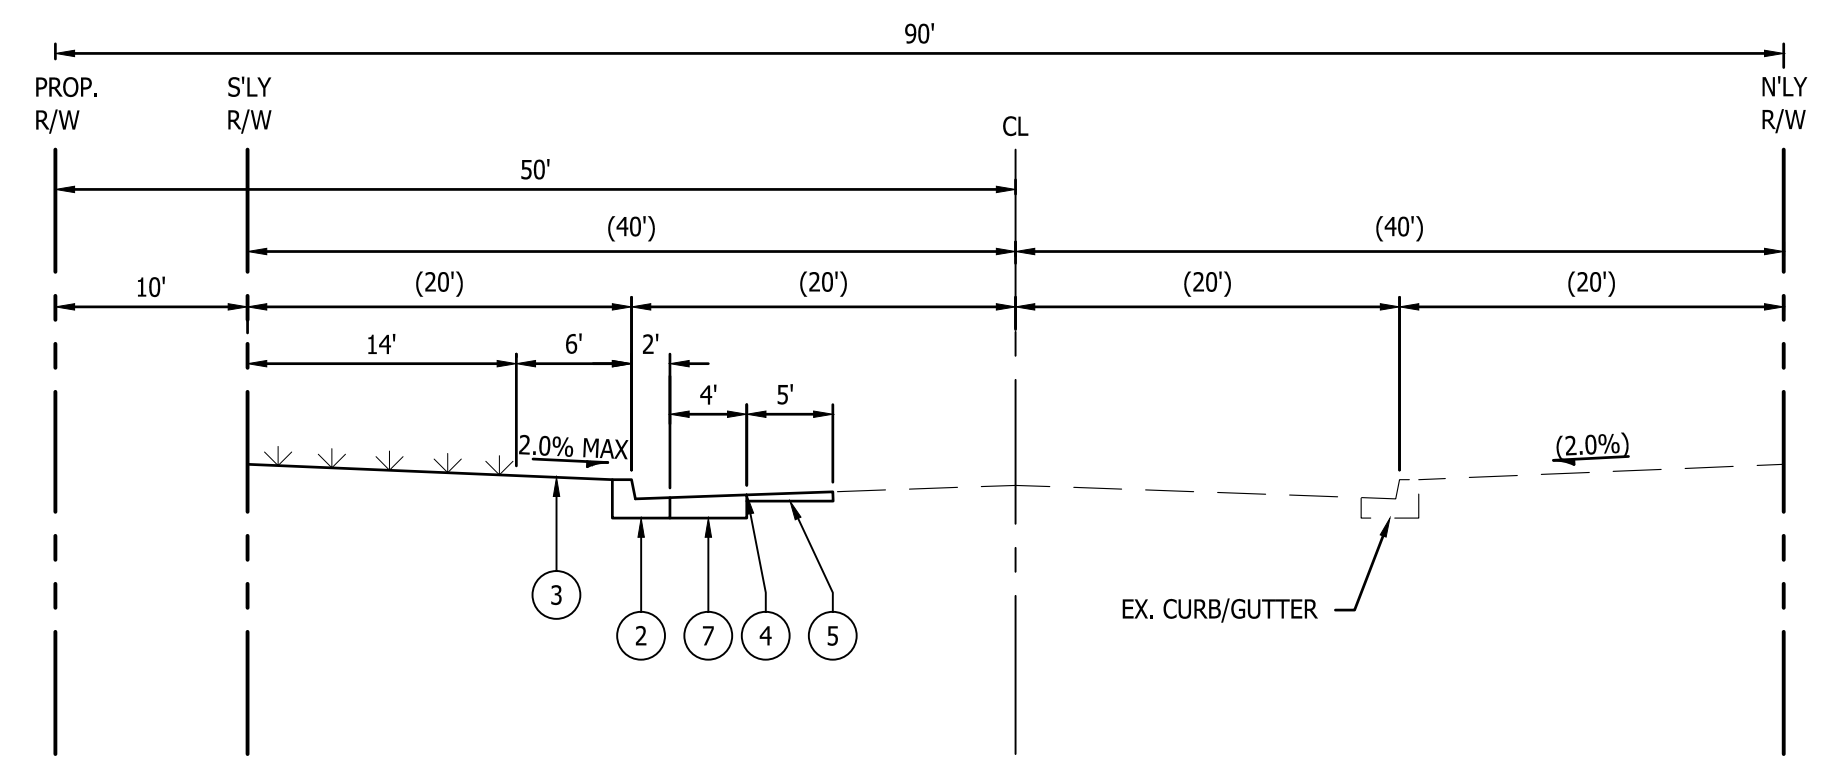 90'
PROP.
R/W
S'LY
R/W
CL
N'LY
R/W
50'
(40')
(40')
10'
(20')
(20')
(20')
(20')
14'
6'
2'
4'
5'
2.0% MAX
(2.0%)
3
2
7
4
5
EX. CURB/GUTTER